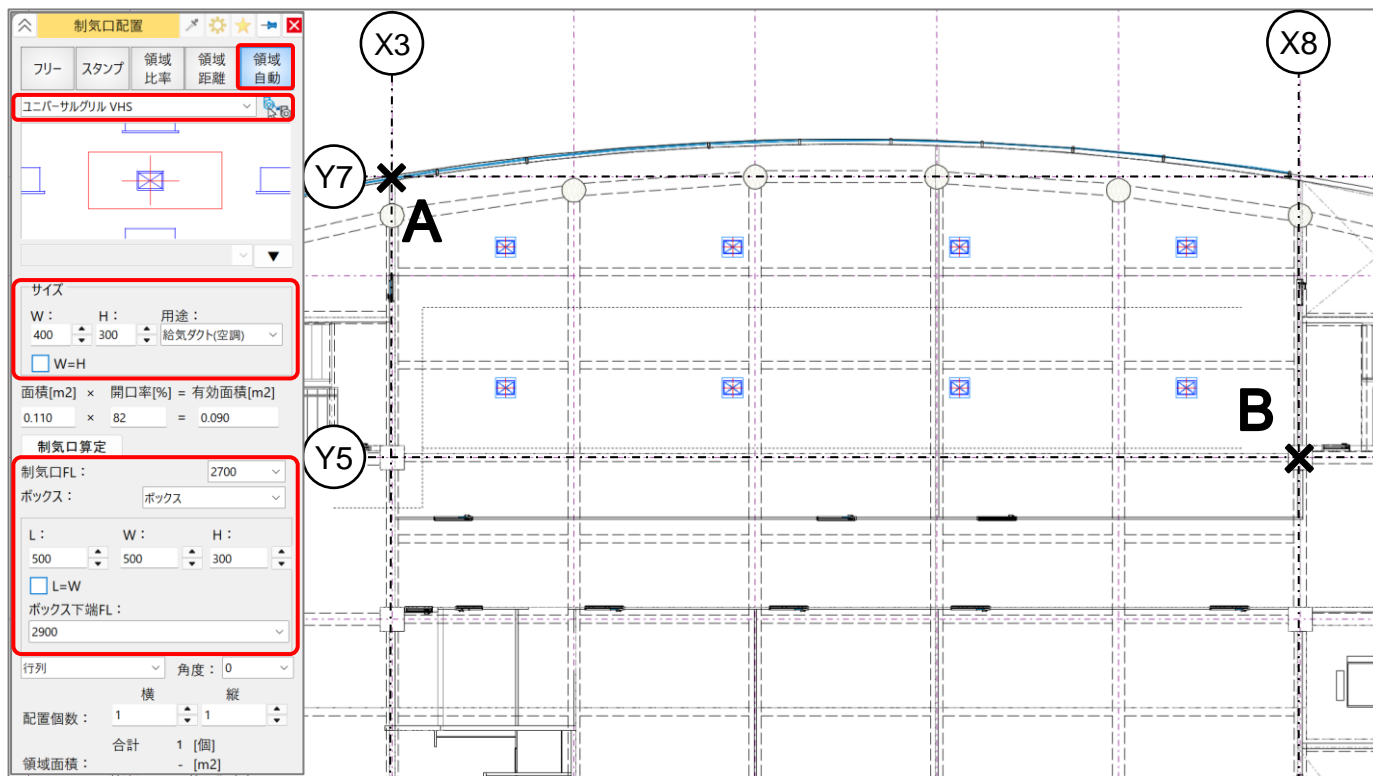 制気口配置
フリー スタンプ 領域比率 領域距離 領域自動
ユニバーサルグリル VHS
▼
サイズ
W： H： 用途：
400 300 給気ダクト(空調)
W=H
面積[m2] × 開口率[%] = 有効面積[m2]
0.110 × 82 = 0.090
制気口算定
制気口FL： 2700
ボックス： ボックス
L： W： H：
500 500 300
L=W
ボックス下端FL：
2900
行列 角度： 0
横 縦
配置個数： 1 1
合計 1 [個]
領域面積： - [m2]
X3 X8
Y7
A
B
Y5